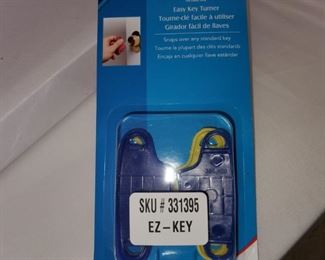 Easy Key Turner
Tourne-clé facile à utiliser
Girador fácil de llaves
Snaps over any standard key
Tourne la plupart des clés standards
Encaja en cualquier llave estándar
SKU # 331395
EZ-KEY